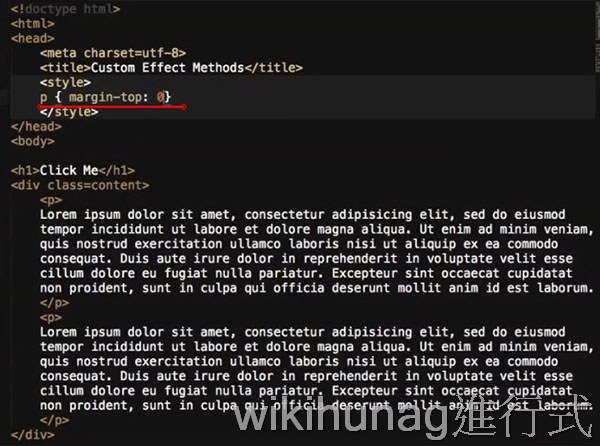 <!doctype html>
<html>
<head>
<meta charset=utf-8>
<title>Custom Effect Methods</title>
<style>
p { margin-top: 0}
</style>
</head>
<body>
<h1>Click Me</h1>
<div class=content>
<p>
Lorem ipsum dolor sit amet, consectetur adipisicing elit, sed do eiusmod
tempor incididunt ut labore et dolore magna aliqua. Ut enim ad minim veniam,
quis nostrud exercitation ullamco laboris nisi ut aliquip ex ea commodo
consequat. Duis aute irure dolor in reprehenderit in voluptate velit esse
cillum dolore eu fugiat nulla pariatur. Excepteur sint occaecat cupidatat
non proident, sunt in culpa qui officia deserunt mollit anim id est laborum.
</p>
<p>
Lorem ipsum dolor sit amet, consectetur adipisicing elit, sed do eiusmod
tempor incididunt ut labore et dolore magna aliqua. Ut enim ad minim veniam,
quis nostrud exercitation ullamco laboris nisi ut aliquip ex ea commodo
consequat. Duis aute irure dolor in reprehenderit in voluptate velit esse
cillum dolore eu fugiat nulla pariatur. Excepteur sint occaecat cupidatat
non proident, sunt in culpa qui officia deserunt mollit anim id est laborum.
</p>
</div>
wikihunag進行式